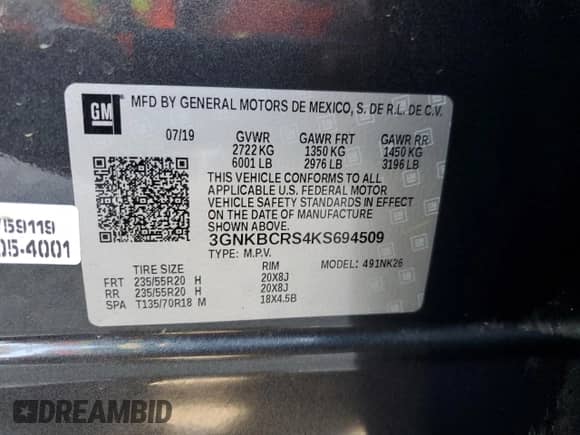 GM
MFD BY GENERAL MOTORS DE MEXICO, S. DE R.L. DE C.V.
07/19 GVWR GAWR FRT GAWR RR
2722 KG 1350 KG 1450 KG
6001 LB 2976 LB 3196 LB
THIS VEHICLE CONFORMS TO ALL
APPLICABLE U.S. FEDERAL MOTOR
VEHICLE SAFETY STANDARDS IN EFFECT
ON THE DATE OF MANUFACTURE SHOWN ABOVE.
3GNKBCRS4KS694509
TYPE: M.P.V. MODEL: 491NK26
TIRE SIZE RIM
FRT 235/55R20 H 20X8J
RR 235/55R20 H 20X8J
SPA T135/70R18 M 18X4.5B
59119
05-4001
DREAMBID